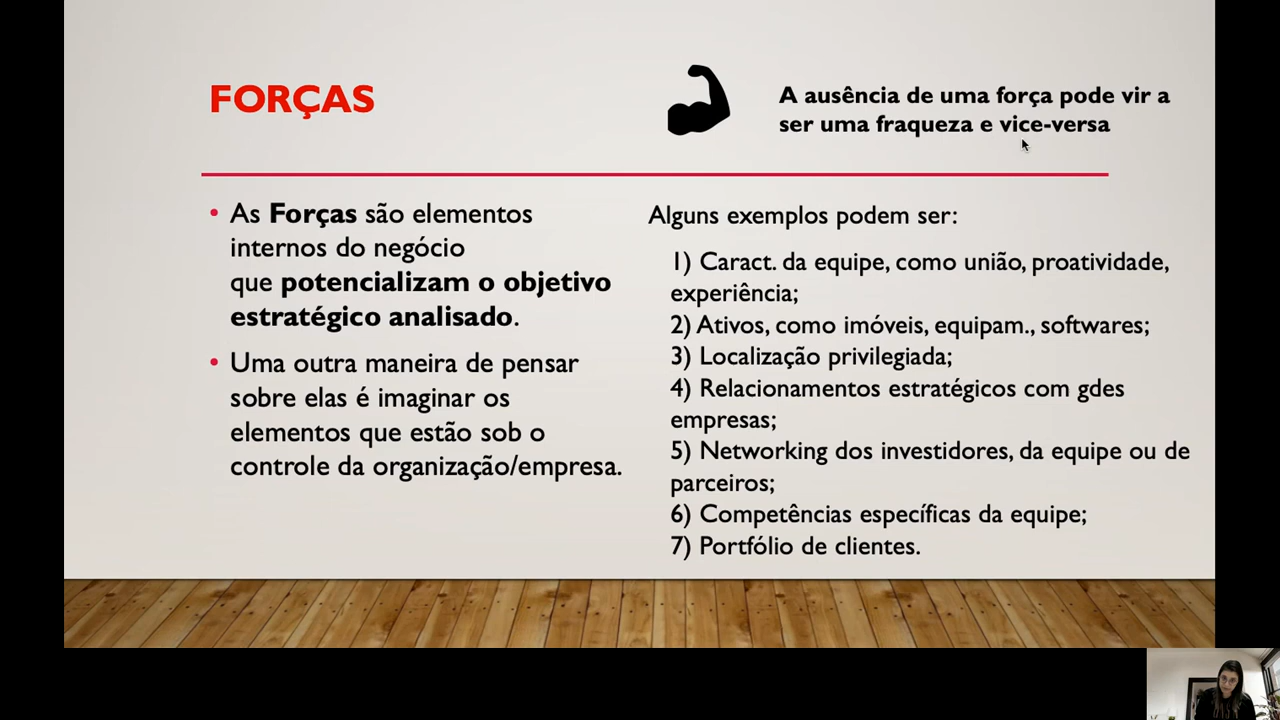 FORÇAS
A ausência de uma força pode vir a
ser uma fraqueza e vice-versa
• As Forças são elementos
internos do negócio
que potencializam o objetivo
estratégico analisado.
• Uma outra maneira de pensar
sobre elas é imaginar os
elementos que estão sob o
controle da organização/empresa.
Alguns exemplos podem ser:
1) Caract. da equipe, como união, proatividade,
experiência;
2) Ativos, como imóveis, equipam., softwares;
3) Localização privilegiada;
4) Relacionamentos estratégicos com gdes
empresas;
5) Networking dos investidores, da equipe ou de
parceiros;
6) Competências específicas da equipe;
7) Portfólio de clientes.